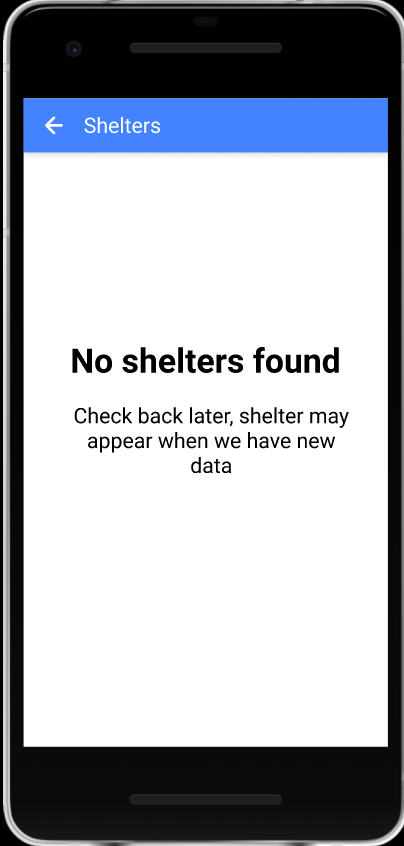 Shelters
No shelters found
Check back later, shelter may
appear when we have new
data